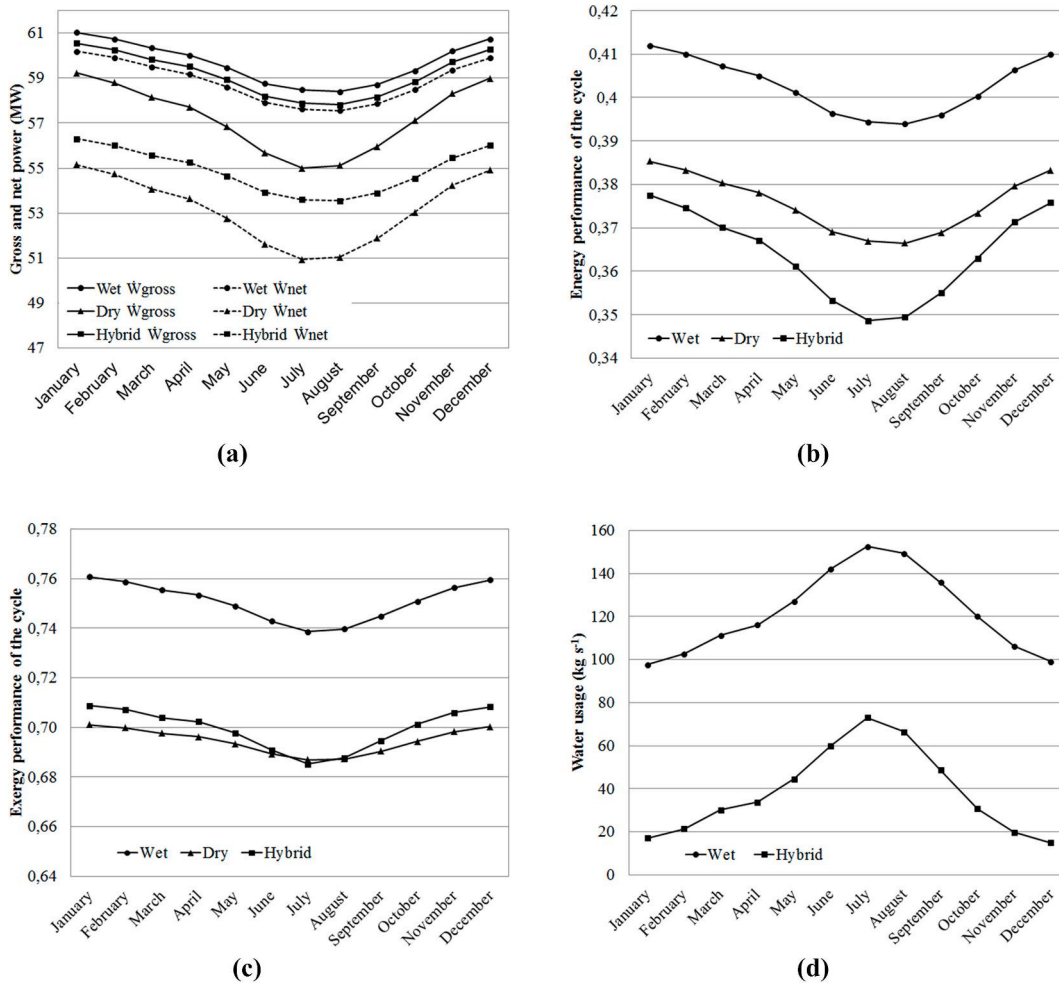 Gross and net power (MW)
61
59
57
55
53
51
49
47
Wet Ẇgross
Wet Ẇnet
Dry Ẇgross
Dry Ẇnet
Hybrid Ẇgross
Hybrid Ẇnet
January
February
March
April
May
June
July
August
September
October
November
December
(a)
Energy performance of the cycle
0,42
0,41
0,4
0,39
0,38
0,37
0,36
0,35
0,34
Wet
Dry
Hybrid
January
February
March
April
May
June
July
August
September
October
November
December
(b)
Exergy performance of the cycle
0,78
0,76
0,74
0,72
0,70
0,68
0,66
0,64
Wet
Dry
Hybrid
January
February
March
April
May
June
July
August
September
October
November
December
(c)
Water usage (kg s⁻¹)
160
140
120
100
80
60
40
20
0
Wet
Hybrid
January
February
March
April
May
June
July
August
September
October
November
December
(d)